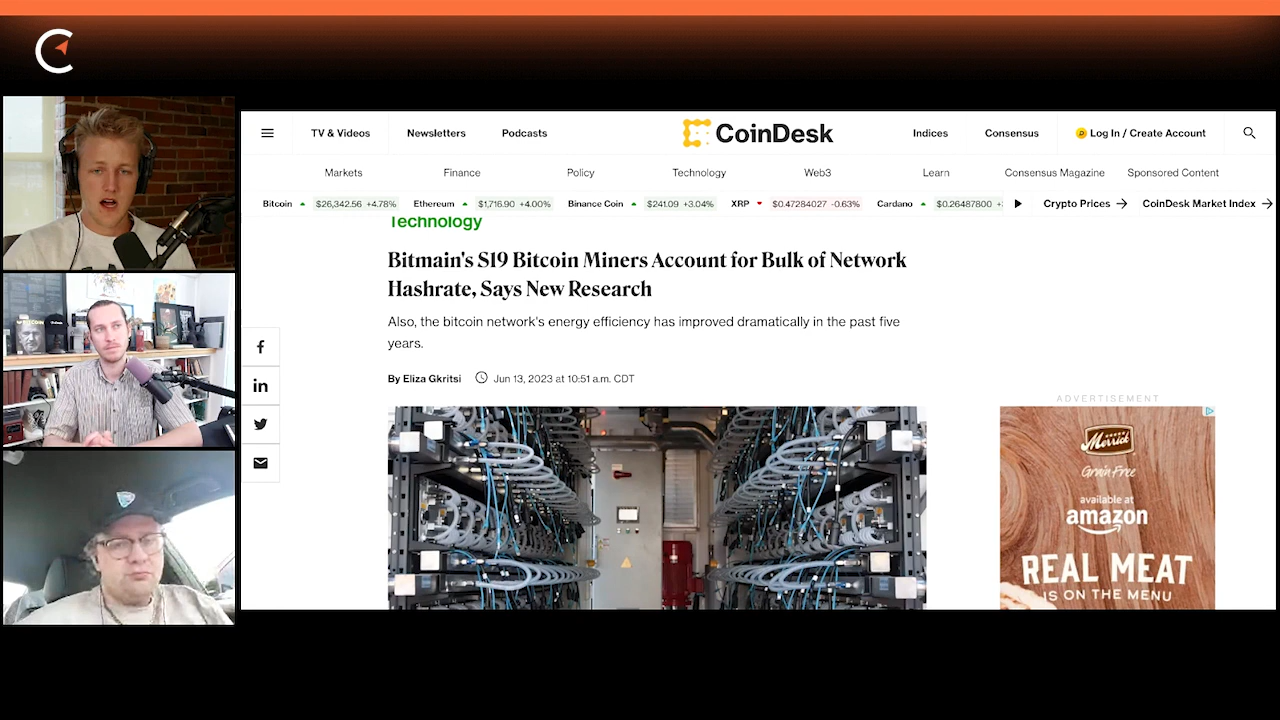 TV & Videos
Newsletters
Podcasts
CoinDesk
Indices
Consensus
Log In / Create Account
Markets
Finance
Policy
Technology
Web3
Learn
Consensus Magazine
Sponsored Content
Bitcoin $26,342.56 +4.78%
Ethereum $1,716.90 +4.00%
Binance Coin $241.09 +3.04%
XRP $0.47284027 -0.63%
Cardano $0.26487800
Crypto Prices
CoinDesk Market Index
Technology
Bitmain's S19 Bitcoin Miners Account for Bulk of Network
Hashrate, Says New Research
Also, the bitcoin network's energy efficiency has improved dramatically in the past five
years.
By Eliza Gkritsi Jun 13, 2023 at 10:51 a.m. CDT
ADVERTISEMENT
Merrick
Grain Free
available at
amazon
REAL MEAT
IS ON THE MENU
BITCOIN